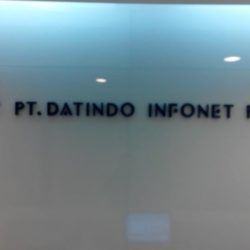 PT. DATINDO INFONET